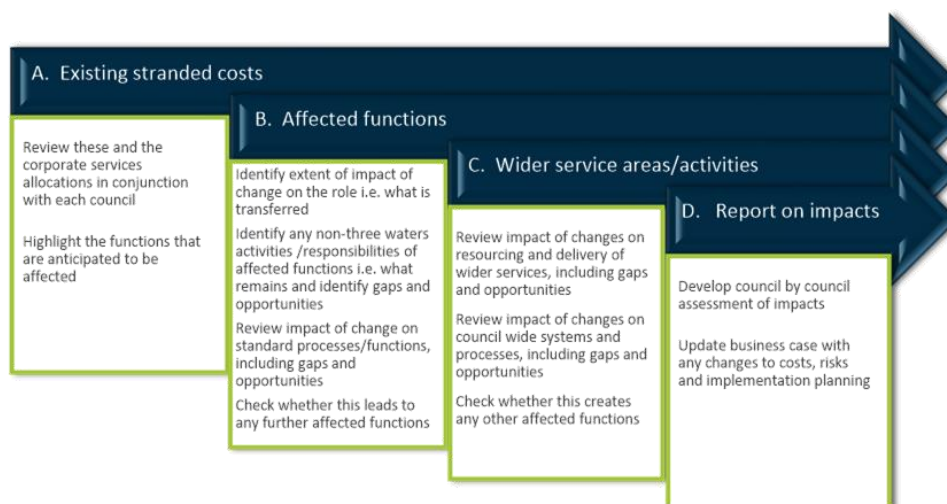 A. Existing stranded costs
Review these and the
corporate services
allocations in conjunction
with each council
Highlight the functions that
are anticipated to be
affected
B. Affected functions
Identify extent of impact of
change on the role i.e. what is
transferred
Identify any non-three waters
activities /responsibilities of
affected functions i.e. what
remains and identify gaps and
opportunities
Review impact of change on
standard processes/functions,
including gaps and
opportunities
Check whether this leads to
any further affected functions
C. Wider service areas/activities
Review impact of changes on
resourcing and delivery of
wider services, including gaps
and opportunities
Review impact of changes on
council wide systems and
processes, including gaps and
opportunities
Check whether this creates
any other affected functions
D. Report on impacts
Develop council by council
assessment of impacts
Update business case with
any changes to costs, risks
and implementation planning